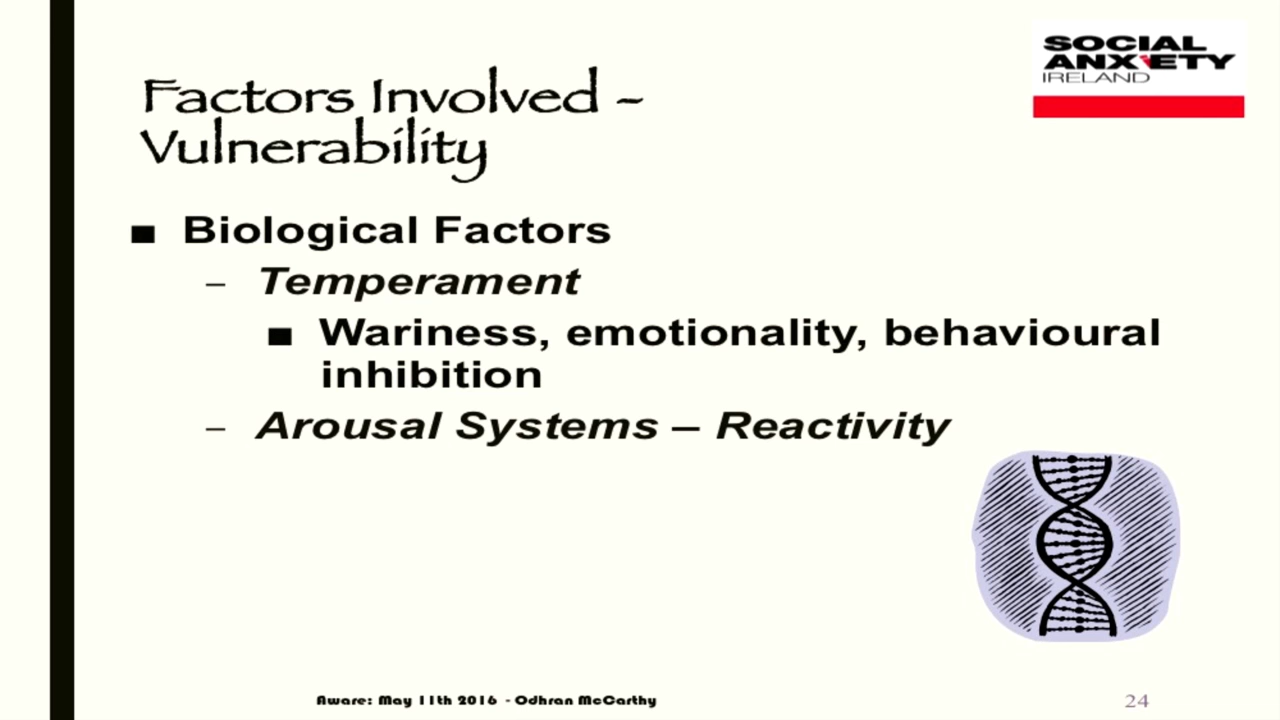 SOCIAL
ANXIETY
IRELAND
Factors Involved –
Vulnerability
■ Biological Factors
– Temperament
■ Wariness, emotionality, behavioural
inhibition
– Arousal Systems – Reactivity
Aware: May 11th 2016 - Odhran McCarthy
24